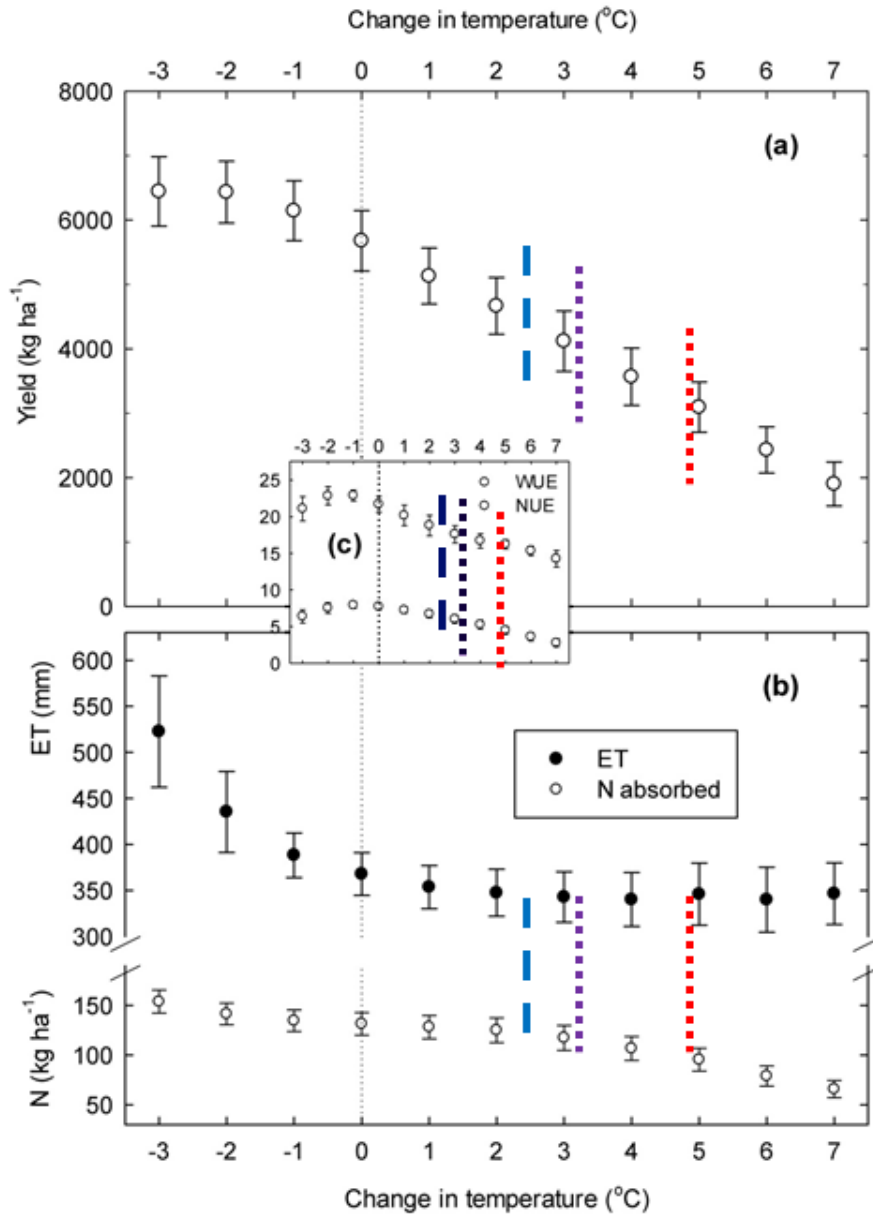 Change in temperature (°C)
-3 -2 -1 0 1 2 3 4 5 6 7
8000
(a)
6000
Yield (kg ha⁻¹)
4000
2000
0
-3 -2 -1 0 1 2 3 4 5 6 7
WUE
NUE
25
20
15
10
5
0
(c)
(b)
600
550
500
450
400
350
300
ET (mm)
ET
N absorbed
150
100
50
N (kg ha⁻¹)
-3 -2 -1 0 1 2 3 4 5 6 7
Change in temperature (°C)